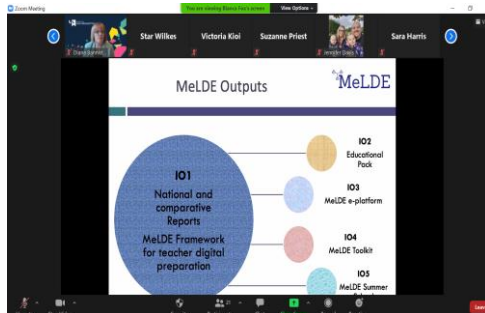 Zoom Meeting
You are viewing Blanca Fox's screen
View Options
Star Wilkes
Victoria Kioi
Suzanne Priest
Sara Harris
MeLDE Outputs
MeLDE
IO1
National and
comparative
Reports
MeLDE Framework
for teacher digital
preparation
IO2
Educational
Pack
IO3
MeLDE e-platform
IO4
MeLDE Toolkit
IO5
MeLDE Summer
21